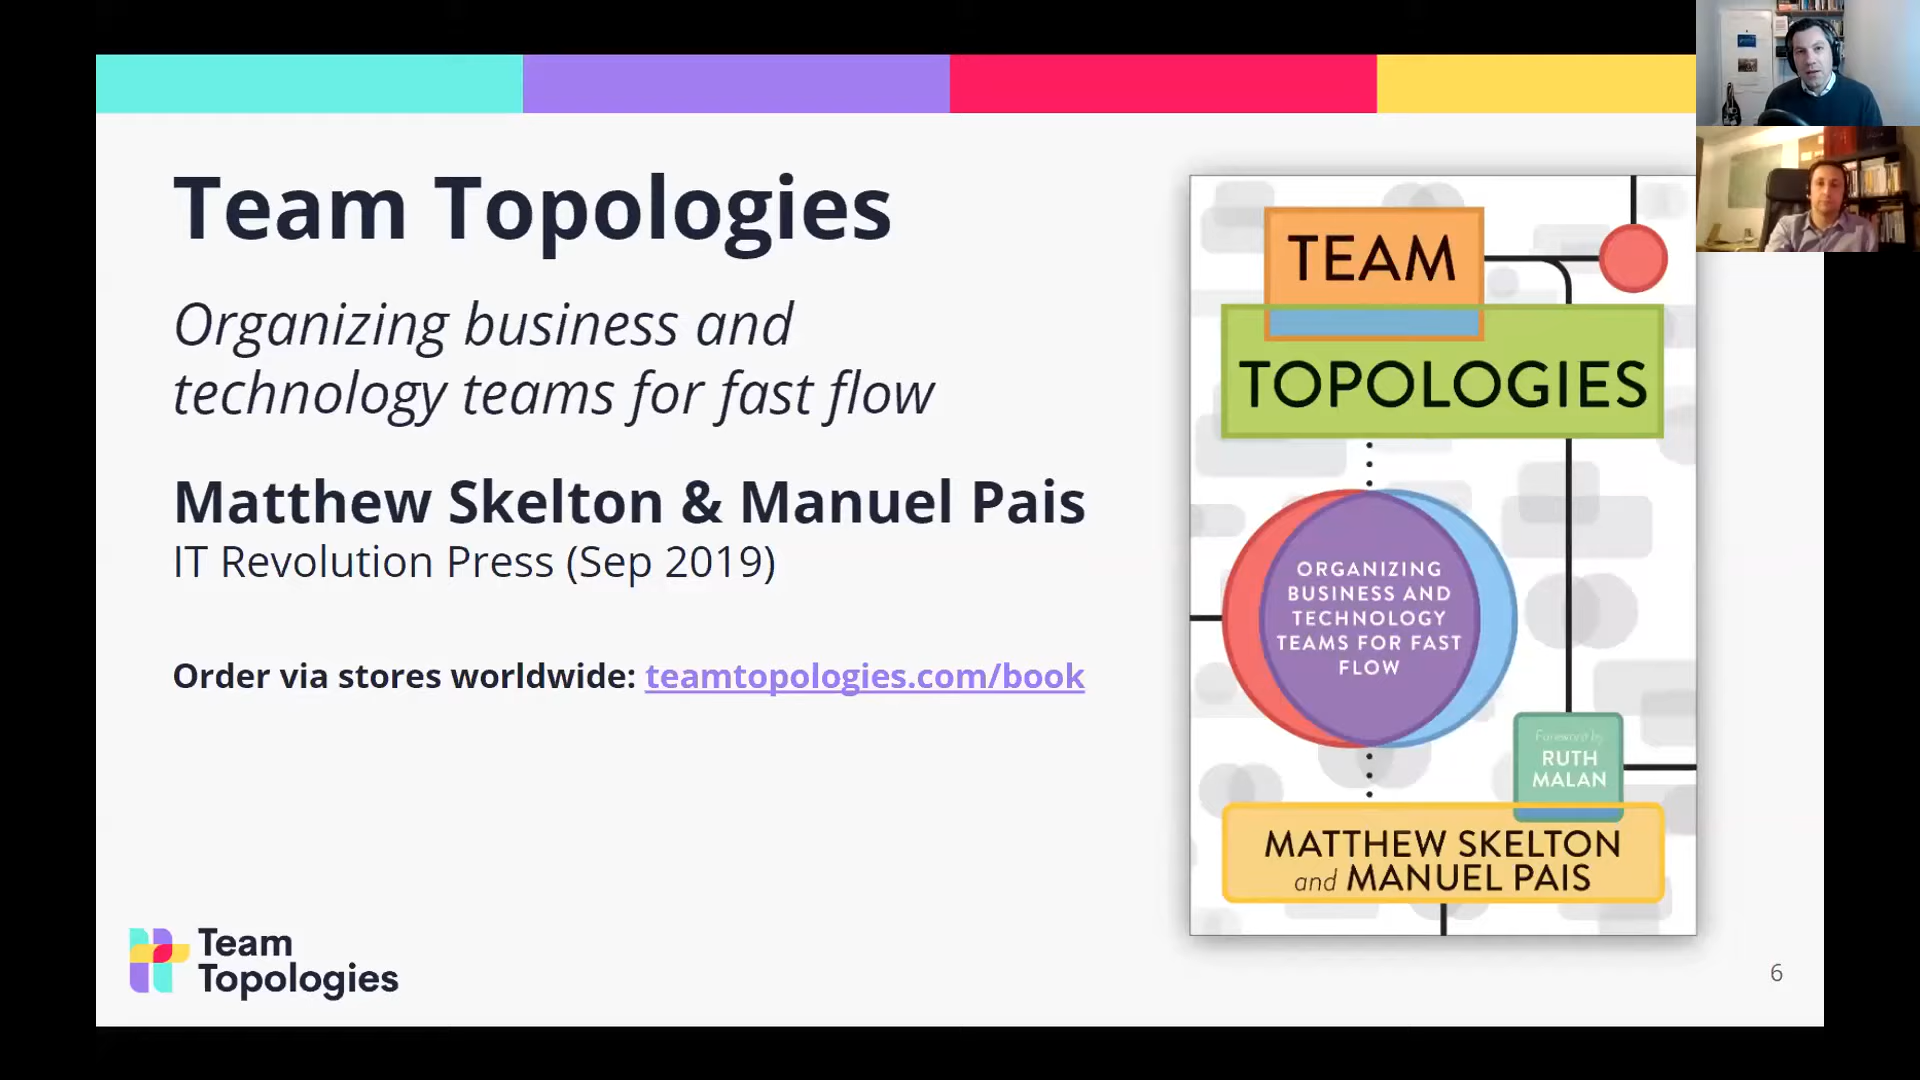 Team Topologies
Organizing business and
technology teams for fast flow
Matthew Skelton & Manuel Pais
IT Revolution Press (Sep 2019)
Order via stores worldwide: teamtopologies.com/book
TEAM
TOPOLOGIES
ORGANIZING
BUSINESS AND
TECHNOLOGY
TEAMS FOR FAST
FLOW
Foreword by
RUTH
MALAN
MATTHEW SKELTON
and MANUEL PAIS
Team
Topologies
6